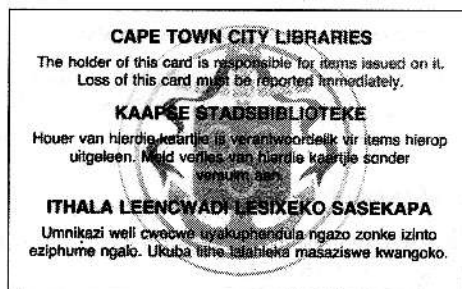 CAPE TOWN CITY LIBRARIES
The holder of this card is responsible for items issued on it.
Loss of this card must be reported immediately.
KAAPSE STADSBIBLIOTEKE
Houer van hierdie kaartjie is verantwoordelik vir items hierop
uitgeleen. Meld verlies van hierdie kaartjie sonder
versuim aan.
ITHALA LEENCWADI LESIXEKO SASEKAPA
Umnikazi weli cwecwe uyakuphendula ngazo zonke izinto
eziphume ngalo. Ukuba lithe lalahleka masaziswe kwangoko.